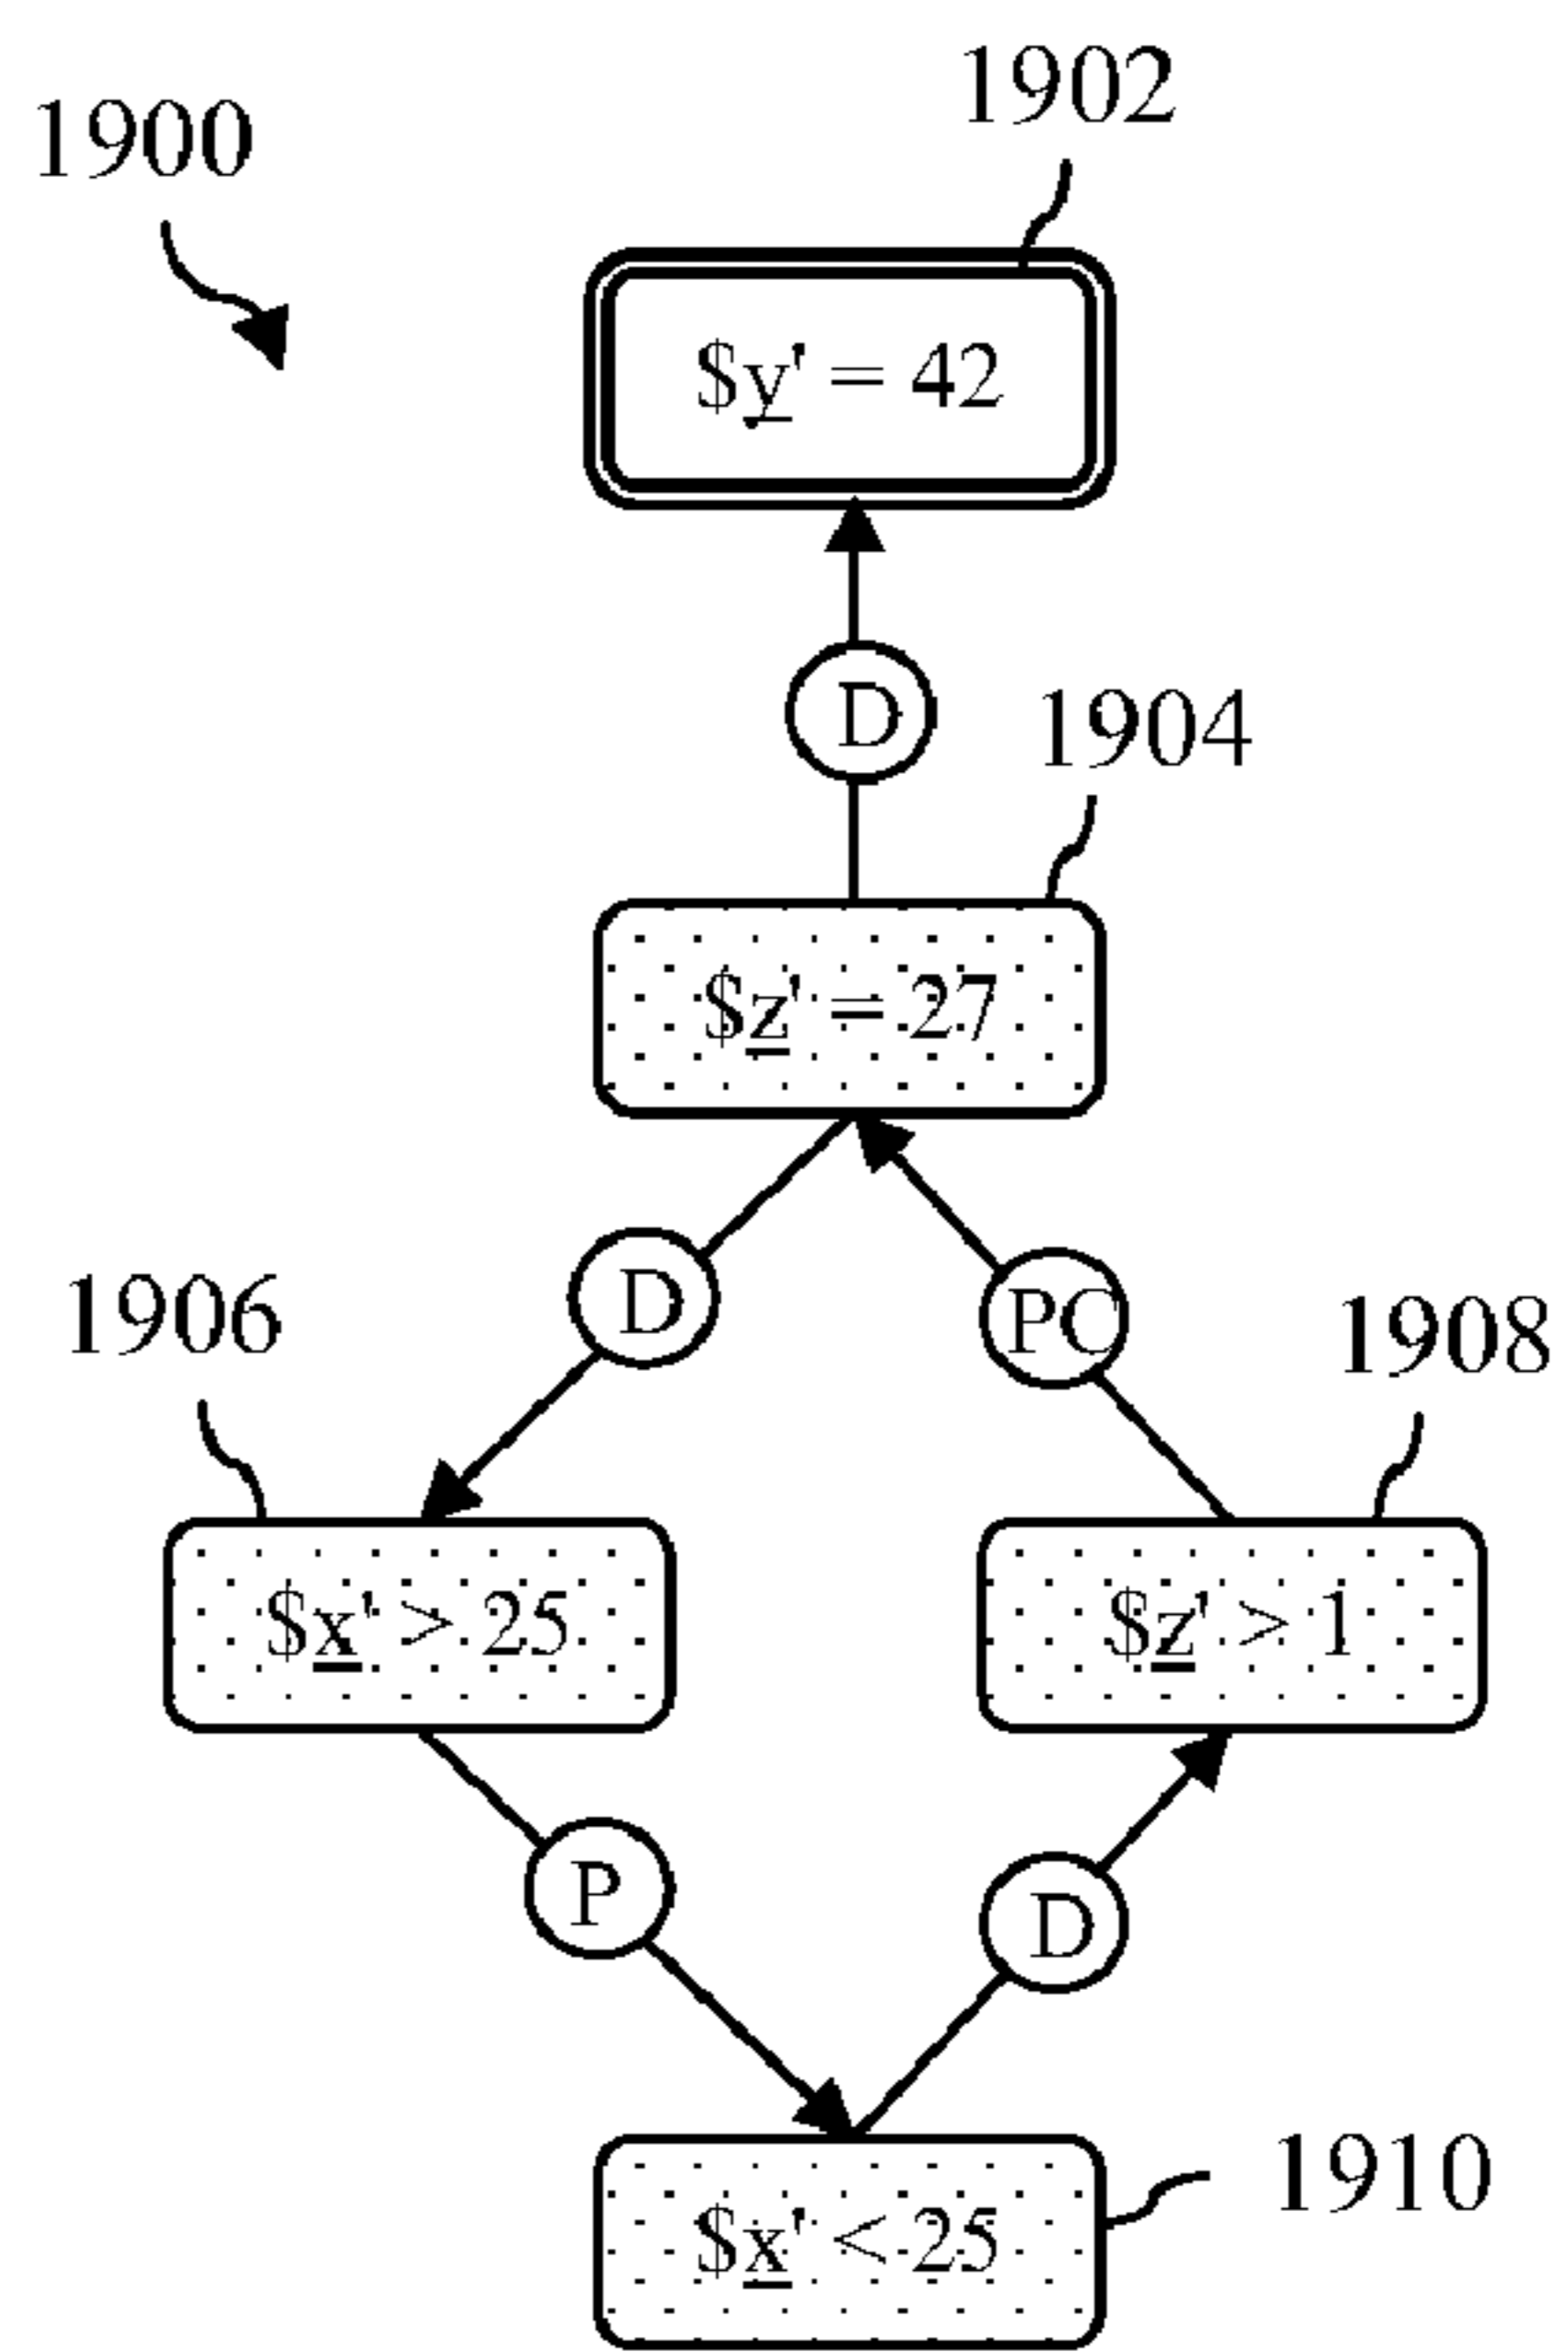 1902
1900
$y' = 42
D
1904
$z' = 27
D
PC
1906
1908
$x' > 25
$z' > 1
P
D
1910
$x' < 25